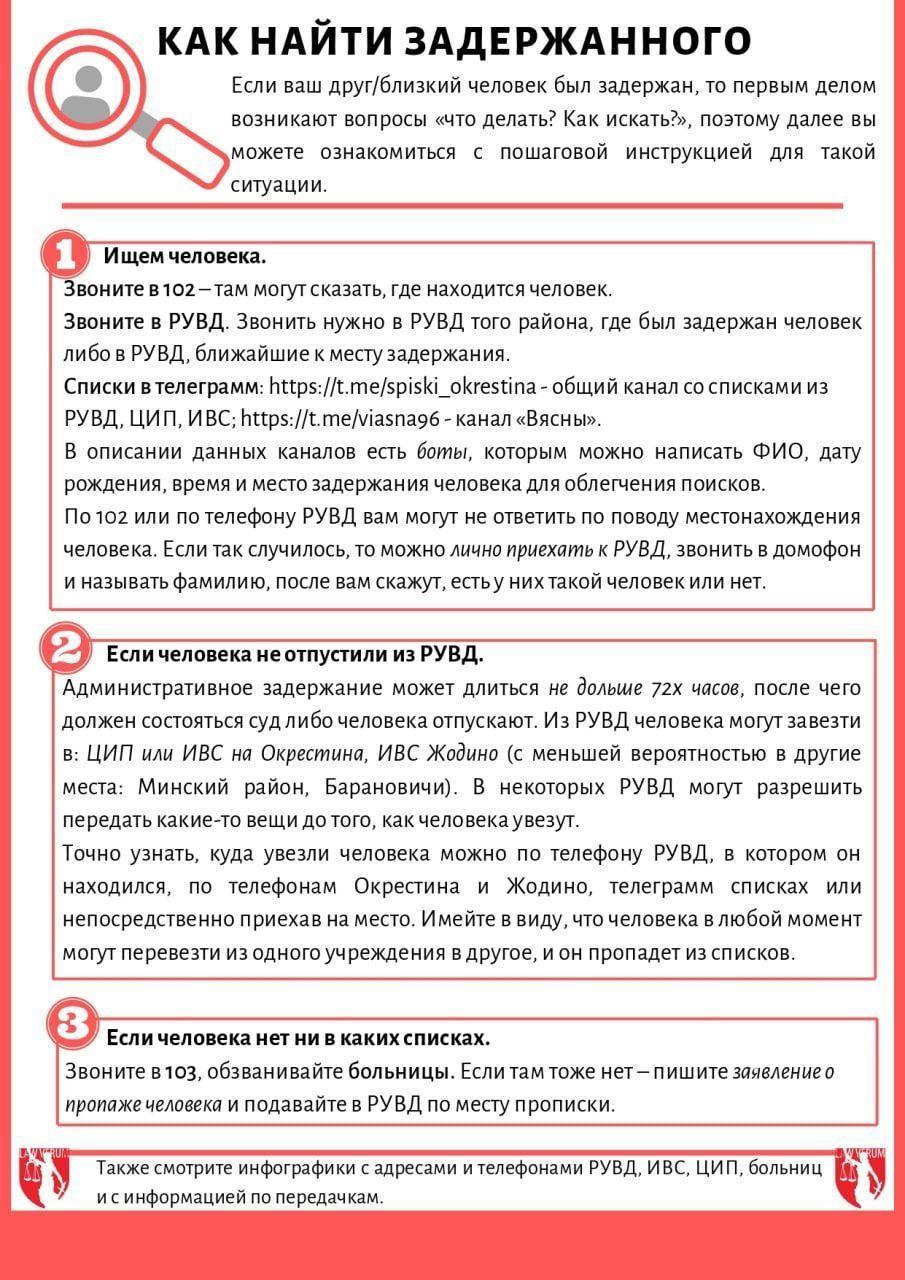 КАК НАЙТИ ЗАДЕРЖАННОГО
Если ваш друг/близкий человек был задержан, то первым делом
возникают вопросы «что делать? Как искать?», поэтому далее вы
можете ознакомиться с пошаговой инструкцией для такой
ситуации.
1 Ищем человека.
Звоните в 102 – там могут сказать, где находится человек.
Звоните в РУВД. Звонить нужно в РУВД того района, где был задержан человек
либо в РУВД, ближайшие к месту задержания.
Списки в телеграмм: https://t.me/spiski_okrestina - общий канал со списками из
РУВД, ЦИП, ИВС; https://t.me/viasna96 - канал «Вясны».
В описании данных каналов есть боты, которым можно написать ФИО, дату
рождения, время и место задержания человека для облегчения поисков.
По 102 или по телефону РУВД вам могут не ответить по поводу местонахождения
человека. Если так случилось, то можно лично приехать к РУВД, звонить в домофон
и называть фамилию, после вам скажут, есть у них такой человек или нет.
2 Если человека не отпустили из РУВД.
Административное задержание может длиться не дольше 72х часов, после чего
должен состояться суд либо человека отпускают. Из РУВД человека могут завезти
в: ЦИП или ИВС на Окрестина, ИВС Жодино (с меньшей вероятностью в другие
места: Минский район, Барановичи). В некоторых РУВД могут разрешить
передать какие-то вещи до того, как человека увезут.
Точно узнать, куда увезли человека можно по телефону РУВД, в котором он
находился, по телефонам Окрестина и Жодино, телеграмм списках или
непосредственно приехав на место. Имейте в виду, что человека в любой момент
могут перевезти из одного учреждения в другое, и он пропадет из списков.
3 Если человека нет ни в каких списках.
Звоните в 103, обзванивайте больницы. Если там тоже нет – пишите заявление о
пропаже человека и подавайте в РУВД по месту прописки.
LAW VERUM
LAW VERUM
Также смотрите инфографики с адресами и телефонами РУВД, ИВС, ЦИП, больниц
и с информацией по передачкам.